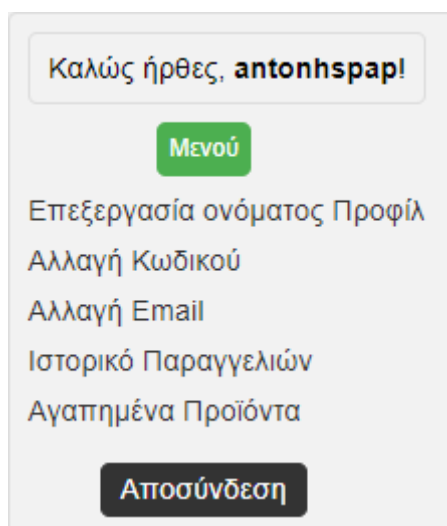 Καλώς ήρθες, antonhspap!
Μενού
Επεξεργασία ονόματος Προφίλ
Αλλαγή Κωδικού
Αλλαγή Email
Ιστορικό Παραγγελιών
Αγαπημένα Προϊόντα
Αποσύνδεση